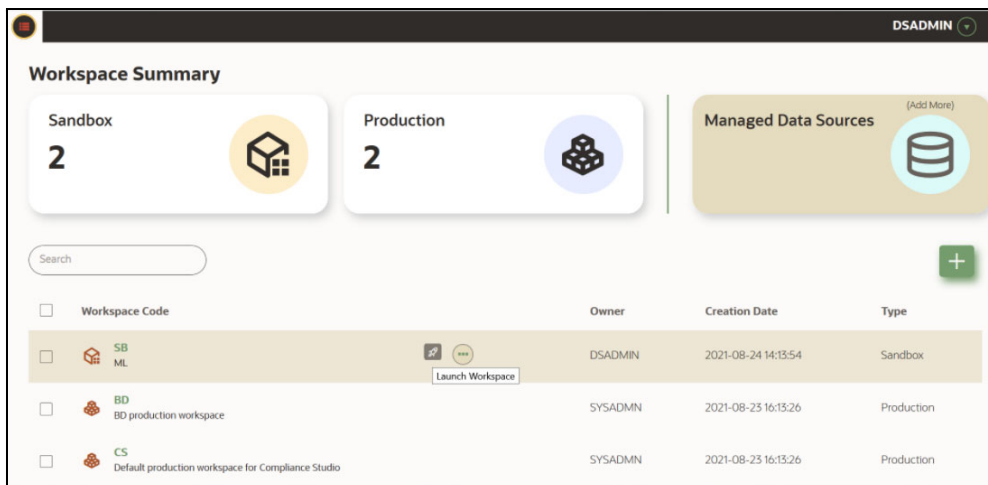 DSADMIN
Workspace Summary
Sandbox
2
Production
2
Managed Data Sources
(Add More)
Search
Workspace Code Owner Creation Date Type
SB
ML
Launch Workspace
DSADMIN 2021-08-24 14:13:54 Sandbox
BD
BD production workspace
SYSADMN 2021-08-23 16:13:26 Production
CS
Default production workspace for Compliance Studio
SYSADMN 2021-08-23 16:13:26 Production